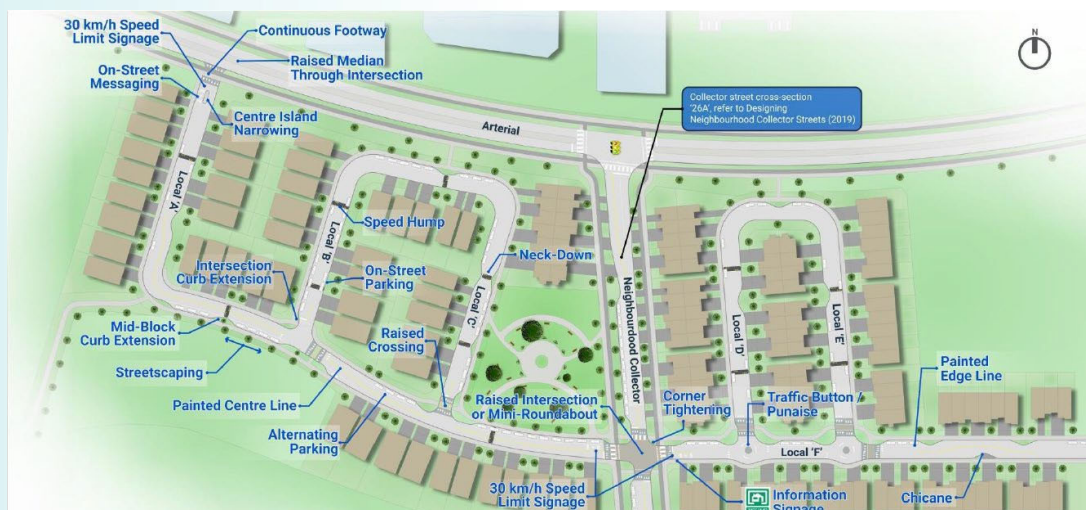 30 km/h Speed
Limit Signage
Continuous Footway
N
On-Street
Messaging
Raised Median
Through Intersection
Centre Island
Narrowing
Collector street cross-section
'26A', refer to Designing
Neighbourhood Collector Streets (2019)
Arterial
Local 'A'
Speed Hump
Local 'B'
Intersection
Curb Extension
On-Street
Parking
Neck-Down
Local 'C'
Neighbourdood Collector
Local 'D'
Local 'E'
Mid-Block
Curb Extension
Raised
Crossing
Streetscaping
Painted Centre Line
Alternating
Parking
Raised Intersection
or Mini-Roundabout
Corner
Tightening
Traffic Button /
Punaise
Painted
Edge Line
Local 'F'
30 km/h Speed
Limit Signage
Information
Signage
Chicane